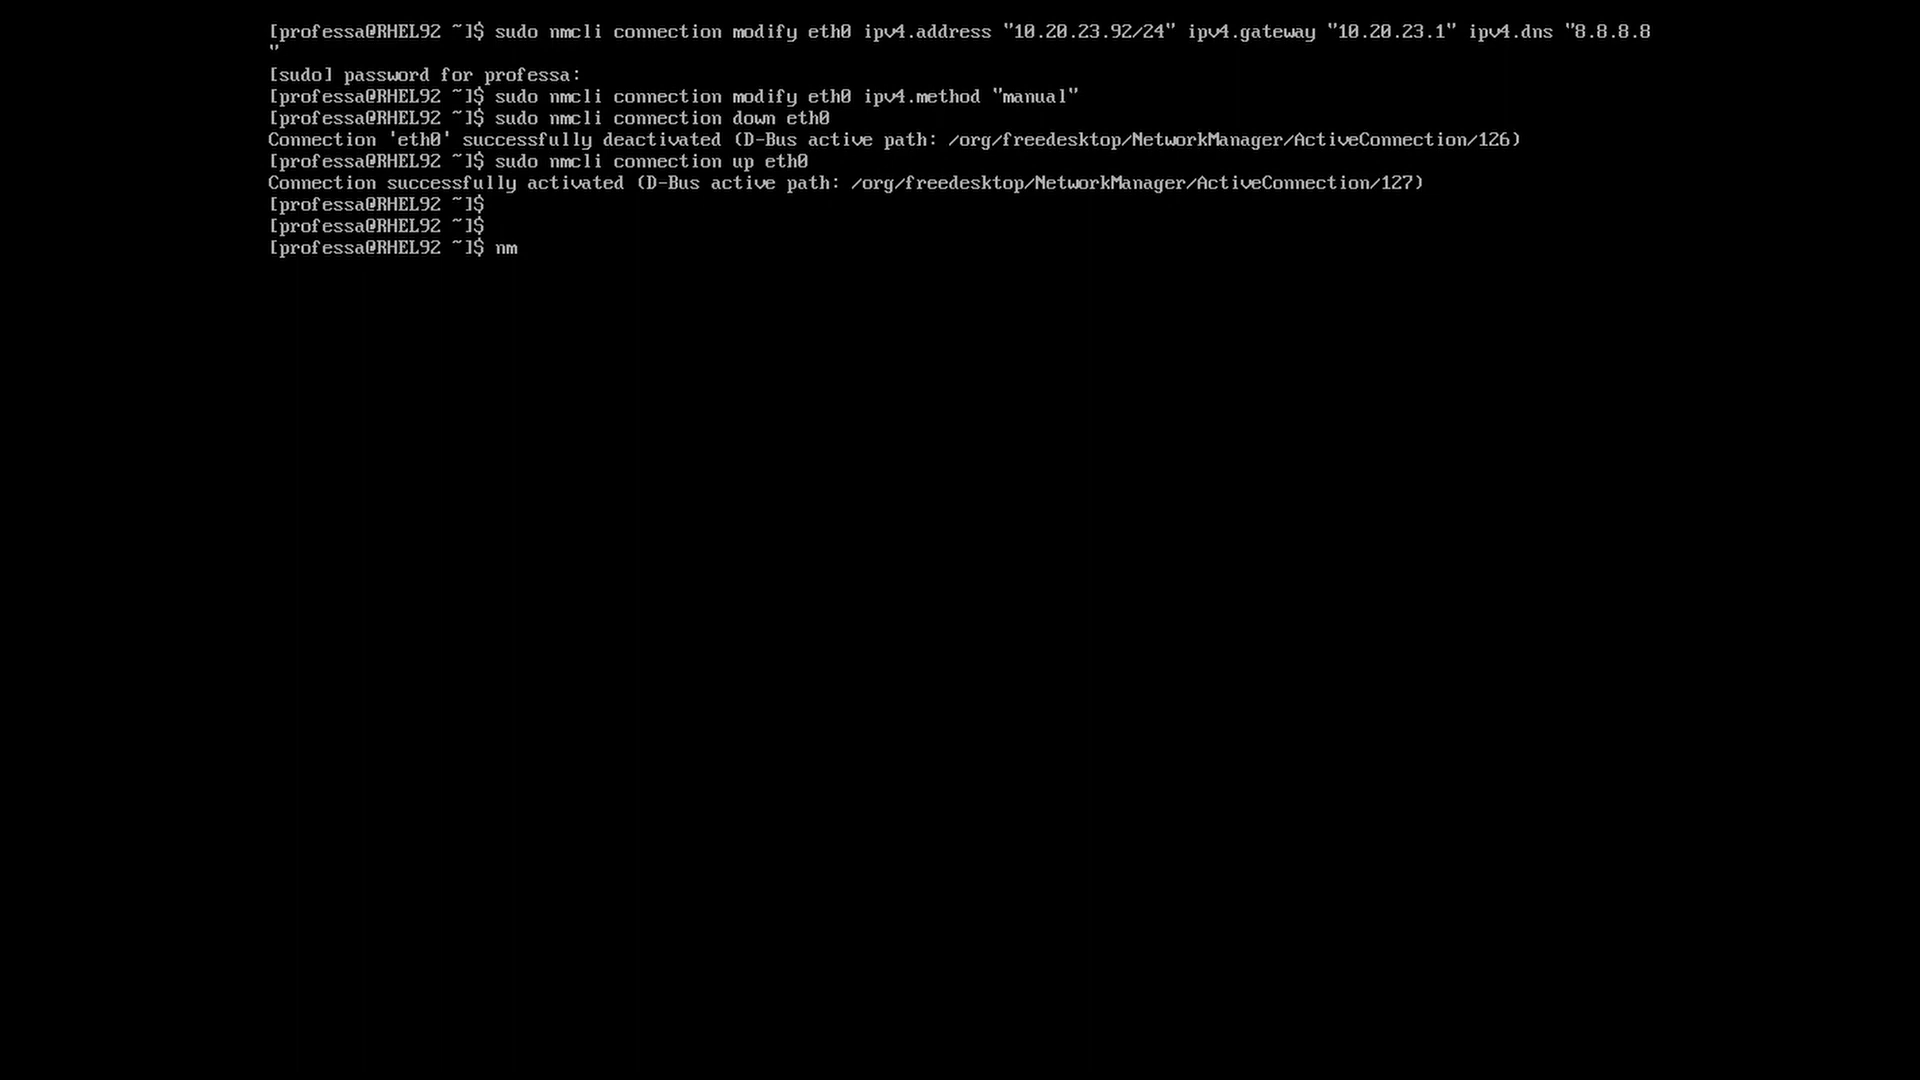 [professa@RHEL92 ~]$ sudo nmcli connection modify eth0 ipv4.address "10.20.23.92/24" ipv4.gateway "10.20.23.1" ipv4.dns "8.8.8.8
"
[sudo] password for professa:
[professa@RHEL92 ~]$ sudo nmcli connection modify eth0 ipv4.method "manual"
[professa@RHEL92 ~]$ sudo nmcli connection down eth0
Connection 'eth0' successfully deactivated (D-Bus active path: /org/freedesktop/NetworkManager/ActiveConnection/126)
[professa@RHEL92 ~]$ sudo nmcli connection up eth0
Connection successfully activated (D-Bus active path: /org/freedesktop/NetworkManager/ActiveConnection/127)
[professa@RHEL92 ~]$
[professa@RHEL92 ~]$
[professa@RHEL92 ~]$ nm